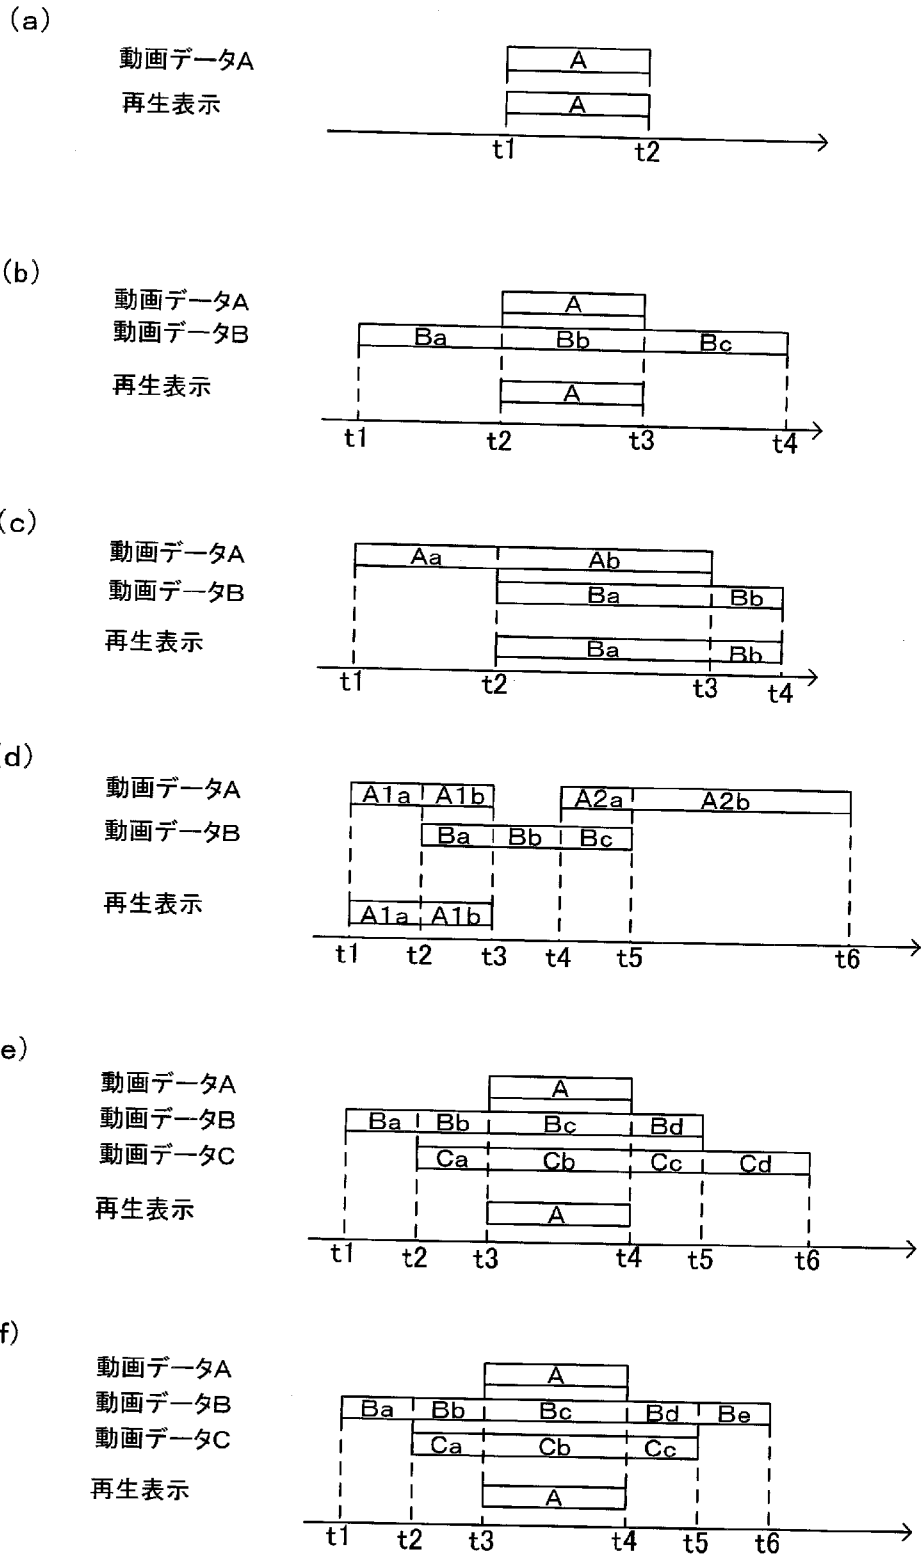 (a)
動画データA A
再生表示 A
t1 t2
(b)
動画データA A
動画データB Ba Bb Bc
再生表示 A
t1 t2 t3 t4
(c)
動画データA Aa Ab
動画データB Ba Bb
再生表示 Ba Bb
t1 t2 t3 t4
d)
動画データA A1a A1b A2a A2b
動画データB Ba Bb Bc
再生表示 A1a A1b
t1 t2 t3 t4 t5 t6
e)
動画データA A
動画データB Ba Bb Bc Bd
動画データC Ca Cb Cc Cd
再生表示 A
t1 t2 t3 t4 t5 t6
f)
動画データA A
動画データB Ba Bb Bc Bd Be
動画データC Ca Cb Cc
再生表示 A
t1 t2 t3 t4 t5 t6